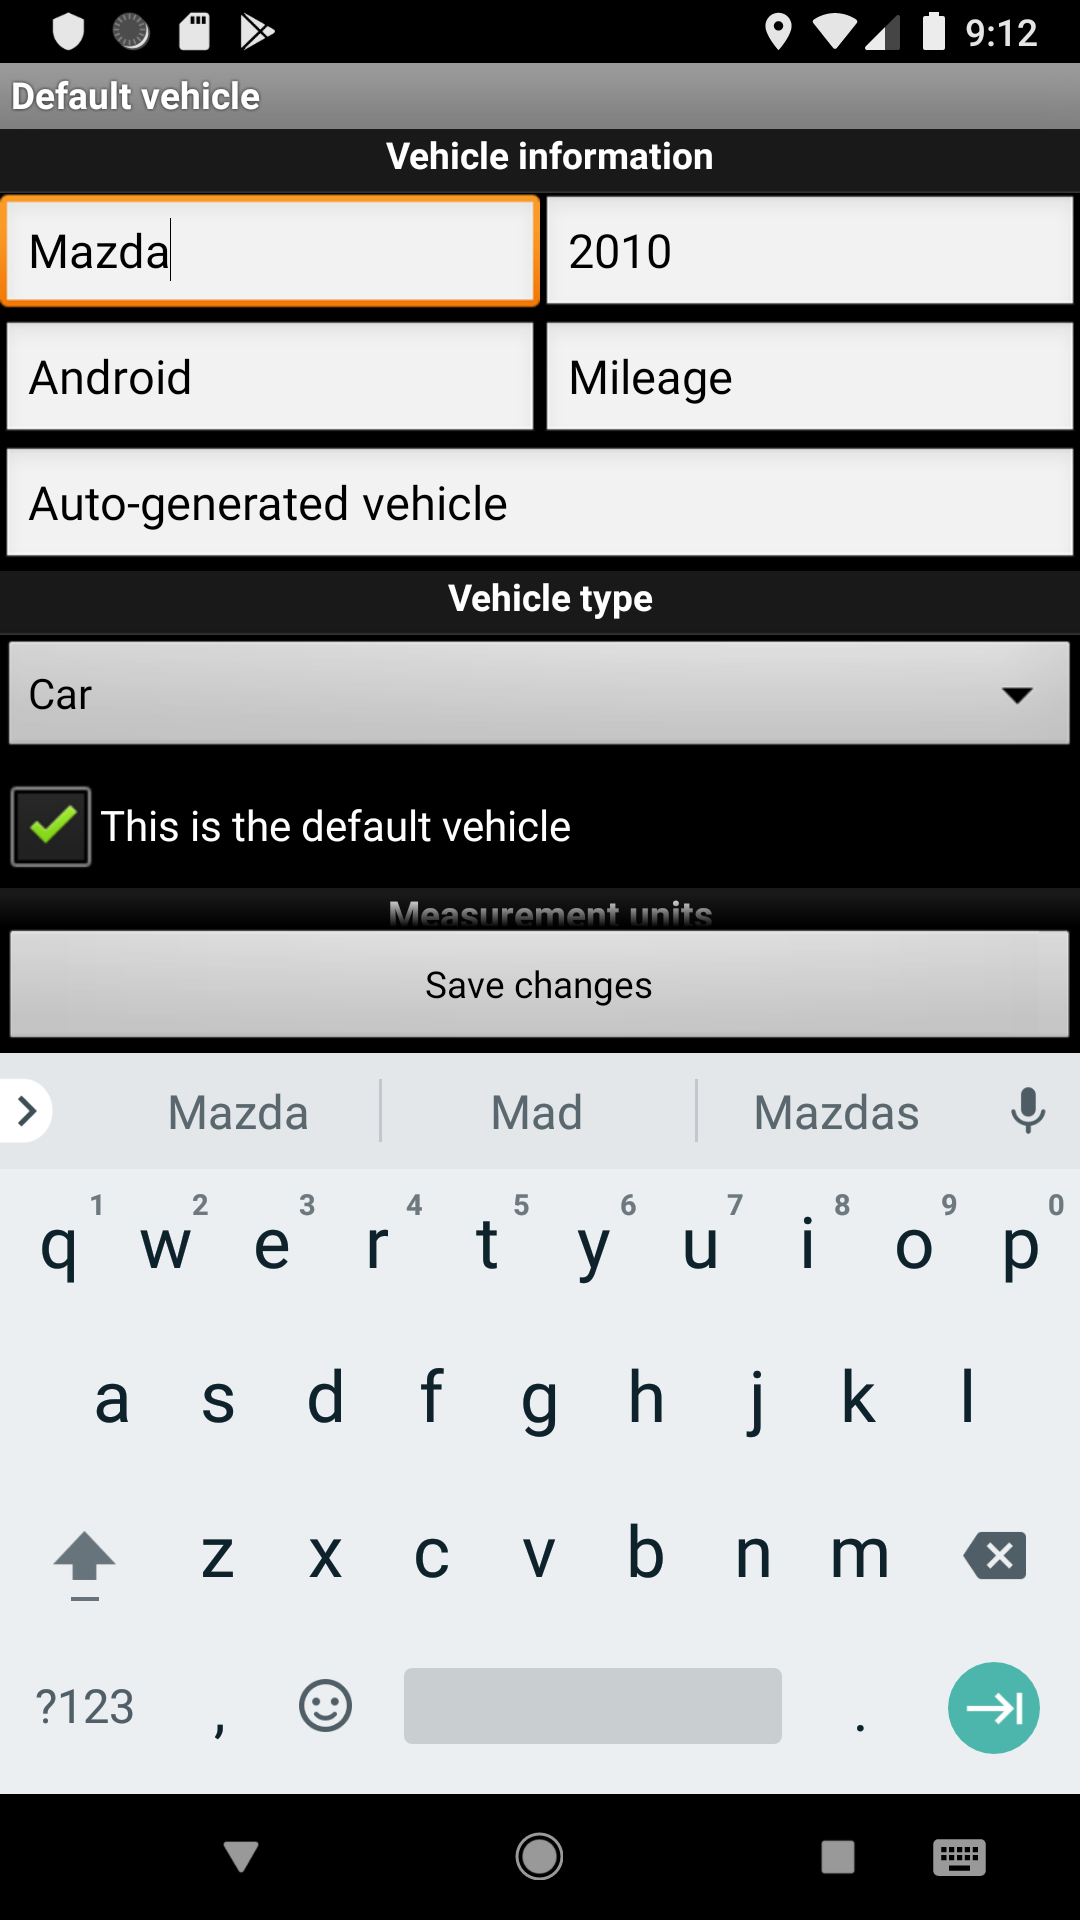 9:12
Default vehicle
Vehicle information
Mazda 2010
Android Mileage
Auto-generated vehicle
Vehicle type
Car
This is the default vehicle
Measurement units
Save changes
Mazda Mad Mazdas
1 2 3 4 5 6 7 8 9 0
q w e r t y u i o p
a s d f g h j k l
z x c v b n m
?123 , .